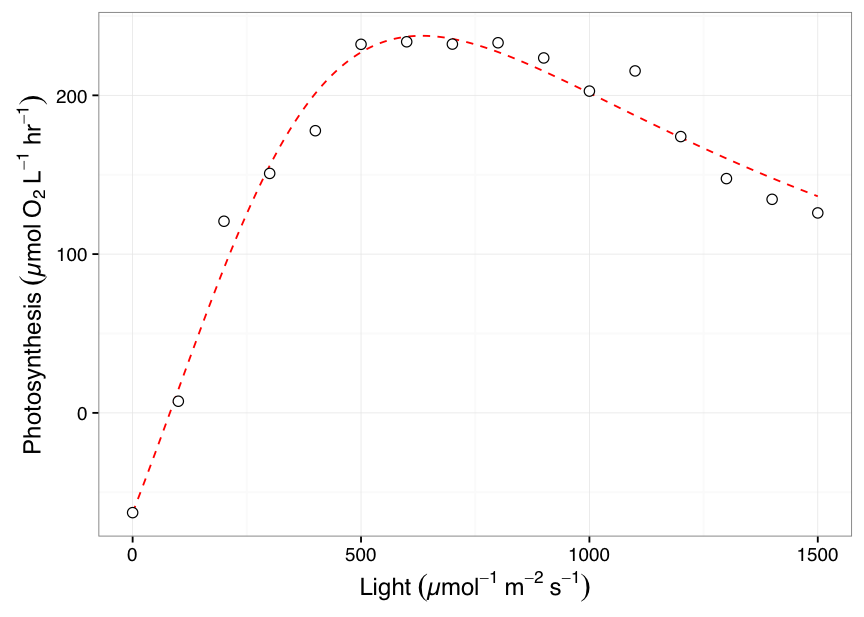 Photosynthesis (μmol O₂ L⁻¹ hr⁻¹)
200
100
0
0 500 1000 1500
Light (μmol⁻¹ m⁻² s⁻¹)